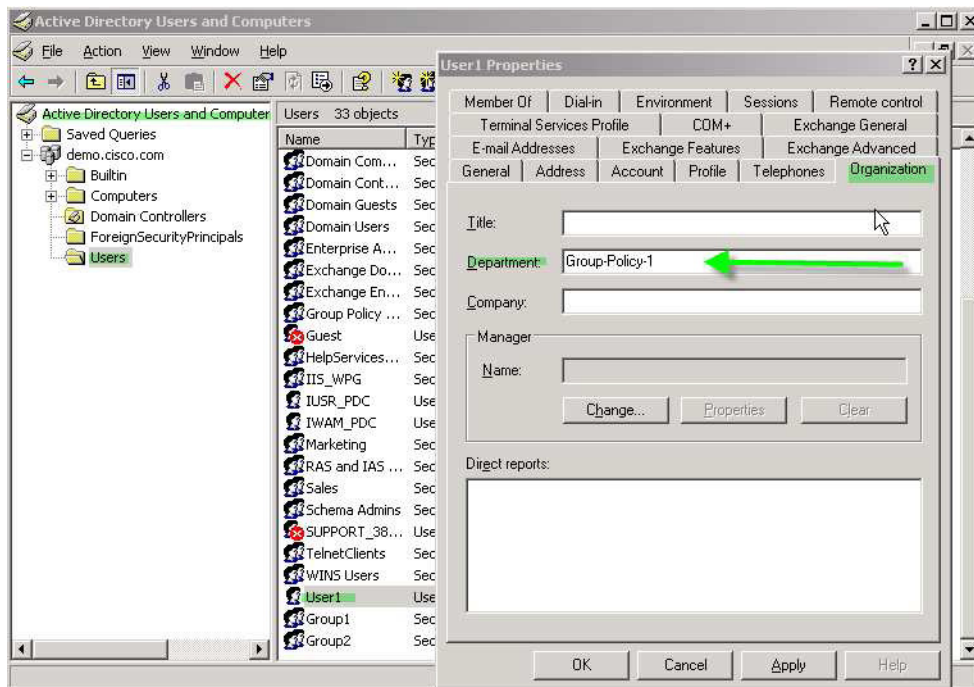 Active Directory Users and Computers
File Action View Window Help
Active Directory Users and Computer
Saved Queries
demo.cisco.com
Builtin
Computers
Domain Controllers
ForeignSecurityPrincipals
Users
Users 33 objects
Name Typ
Domain Com... Sec
Domain Cont... Sec
Domain Guests Sec
Domain Users Sec
Enterprise A... Sec
Exchange Do... Sec
Exchange En... Sec
Group Policy ... Sec
Guest Use
HelpServices... Sec
IIS_WPG Sec
IUSR_PDC Use
IWAM_PDC Use
Marketing Sec
RAS and IAS ... Sec
Sales Sec
Schema Admins Sec
SUPPORT_38... Use
TelnetClients Sec
WINS Users Sec
User1 Use
Group1 Sec
Group2 Sec
User1 Properties
Member Of Dial-in Environment Sessions Remote control
Terminal Services Profile COM+ Exchange General
E-mail Addresses Exchange Features Exchange Advanced
General Address Account Profile Telephones Organization
Title:
Department: Group-Policy-1
Company:
Manager
Name:
Change... Properties Clear
Direct reports:
OK Cancel Apply Help